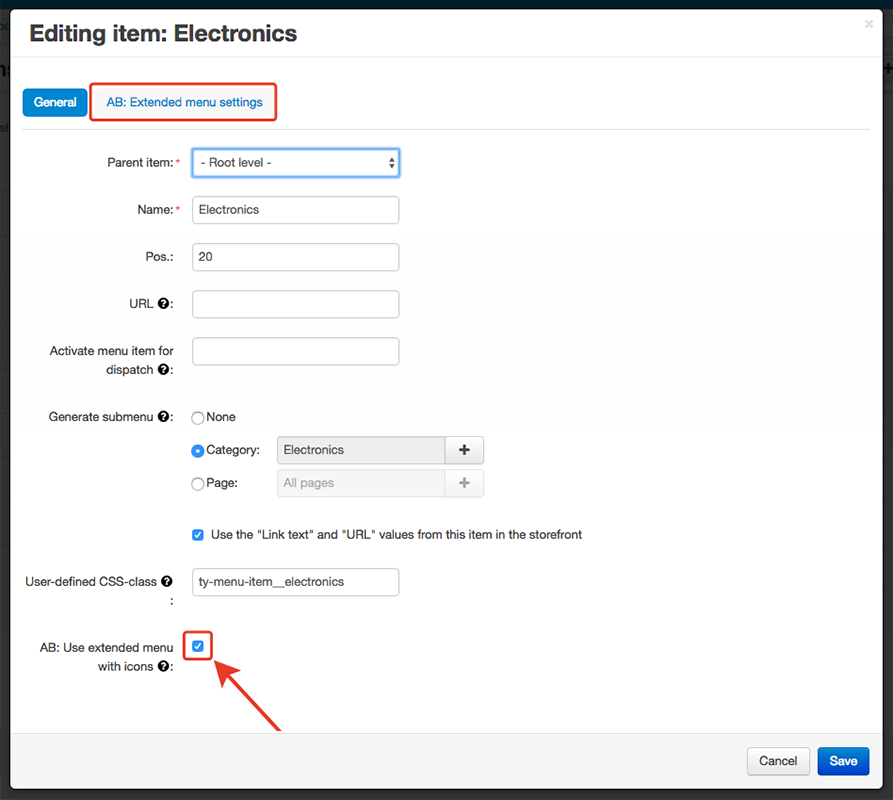 Editing item: Electronics
General
AB: Extended menu settings
Parent item:*
- Root level -
Name:*
Electronics
Pos.:
20
URL ?:
Activate menu item for
dispatch ?:
Generate submenu ?:
None
Category:
Electronics
Page:
All pages
Use the "Link text" and "URL" values from this item in the storefront
User-defined CSS-class ?
:
ty-menu-item__electronics
AB: Use extended menu
with icons ?:
Cancel
Save